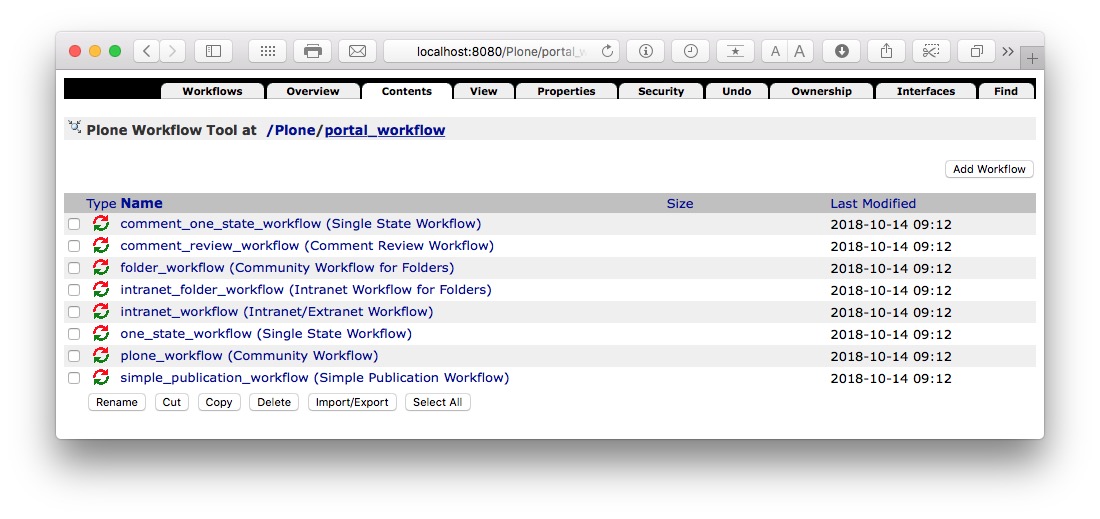 localhost:8080/Plone/portal_w
A A
Workflows Overview Contents View Properties Security Undo Ownership Interfaces Find
Plone Workflow Tool at /Plone/portal_workflow
Add Workflow
Type Name Size Last Modified
comment_one_state_workflow (Single State Workflow) 2018-10-14 09:12
comment_review_workflow (Comment Review Workflow) 2018-10-14 09:12
folder_workflow (Community Workflow for Folders) 2018-10-14 09:12
intranet_folder_workflow (Intranet Workflow for Folders) 2018-10-14 09:12
intranet_workflow (Intranet/Extranet Workflow) 2018-10-14 09:12
one_state_workflow (Single State Workflow) 2018-10-14 09:12
plone_workflow (Community Workflow) 2018-10-14 09:12
simple_publication_workflow (Simple Publication Workflow) 2018-10-14 09:12
Rename Cut Copy Delete Import/Export Select All